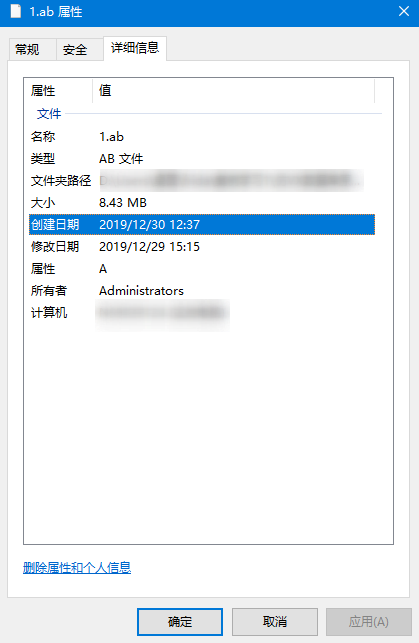 1.ab 属性
常规 安全 详细信息
属性 值
文件
名称 1.ab
类型 AB 文件
文件夹路径
大小 8.43 MB
创建日期 2019/12/30 12:37
修改日期 2019/12/29 15:15
属性 A
所有者 Administrators
计算机
删除属性和个人信息
确定 取消 应用(A)